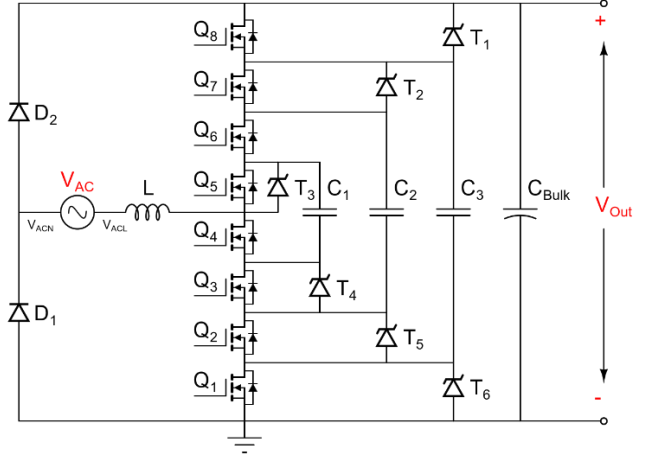 Q8
T1
+
Q7
T2
D2
Q6
VAC
L
Q5
T3
C1
C2
C3
CBulk
VOut
VACN
VACL
Q4
Q3
T4
D1
Q2
T5
Q1
T6
-